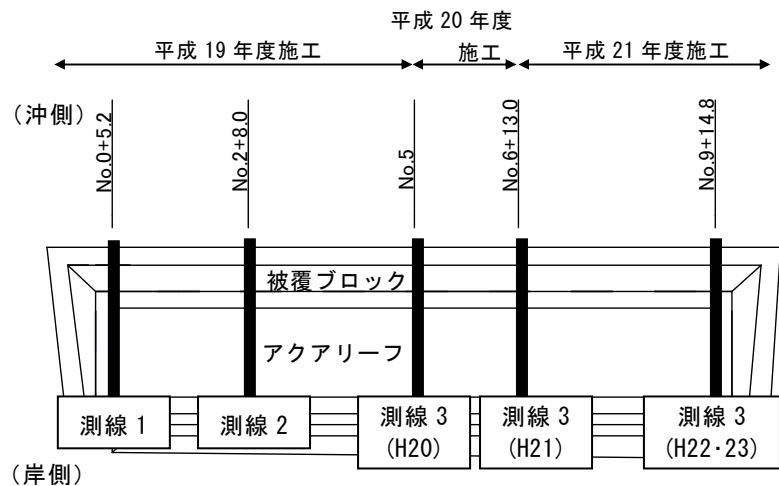 平成 20 年度
平成 19 年度施工
施工
平成 21 年度施工
（沖側）
No.0+5.2
No.2+8.0
No.5
No.6+13.0
No.9+14.8
被覆ブロック
アクアリーフ
測線 1
測線 2
測線 3
(H20)
測線 3
(H21)
測線 3
(H22・23)
（岸側）